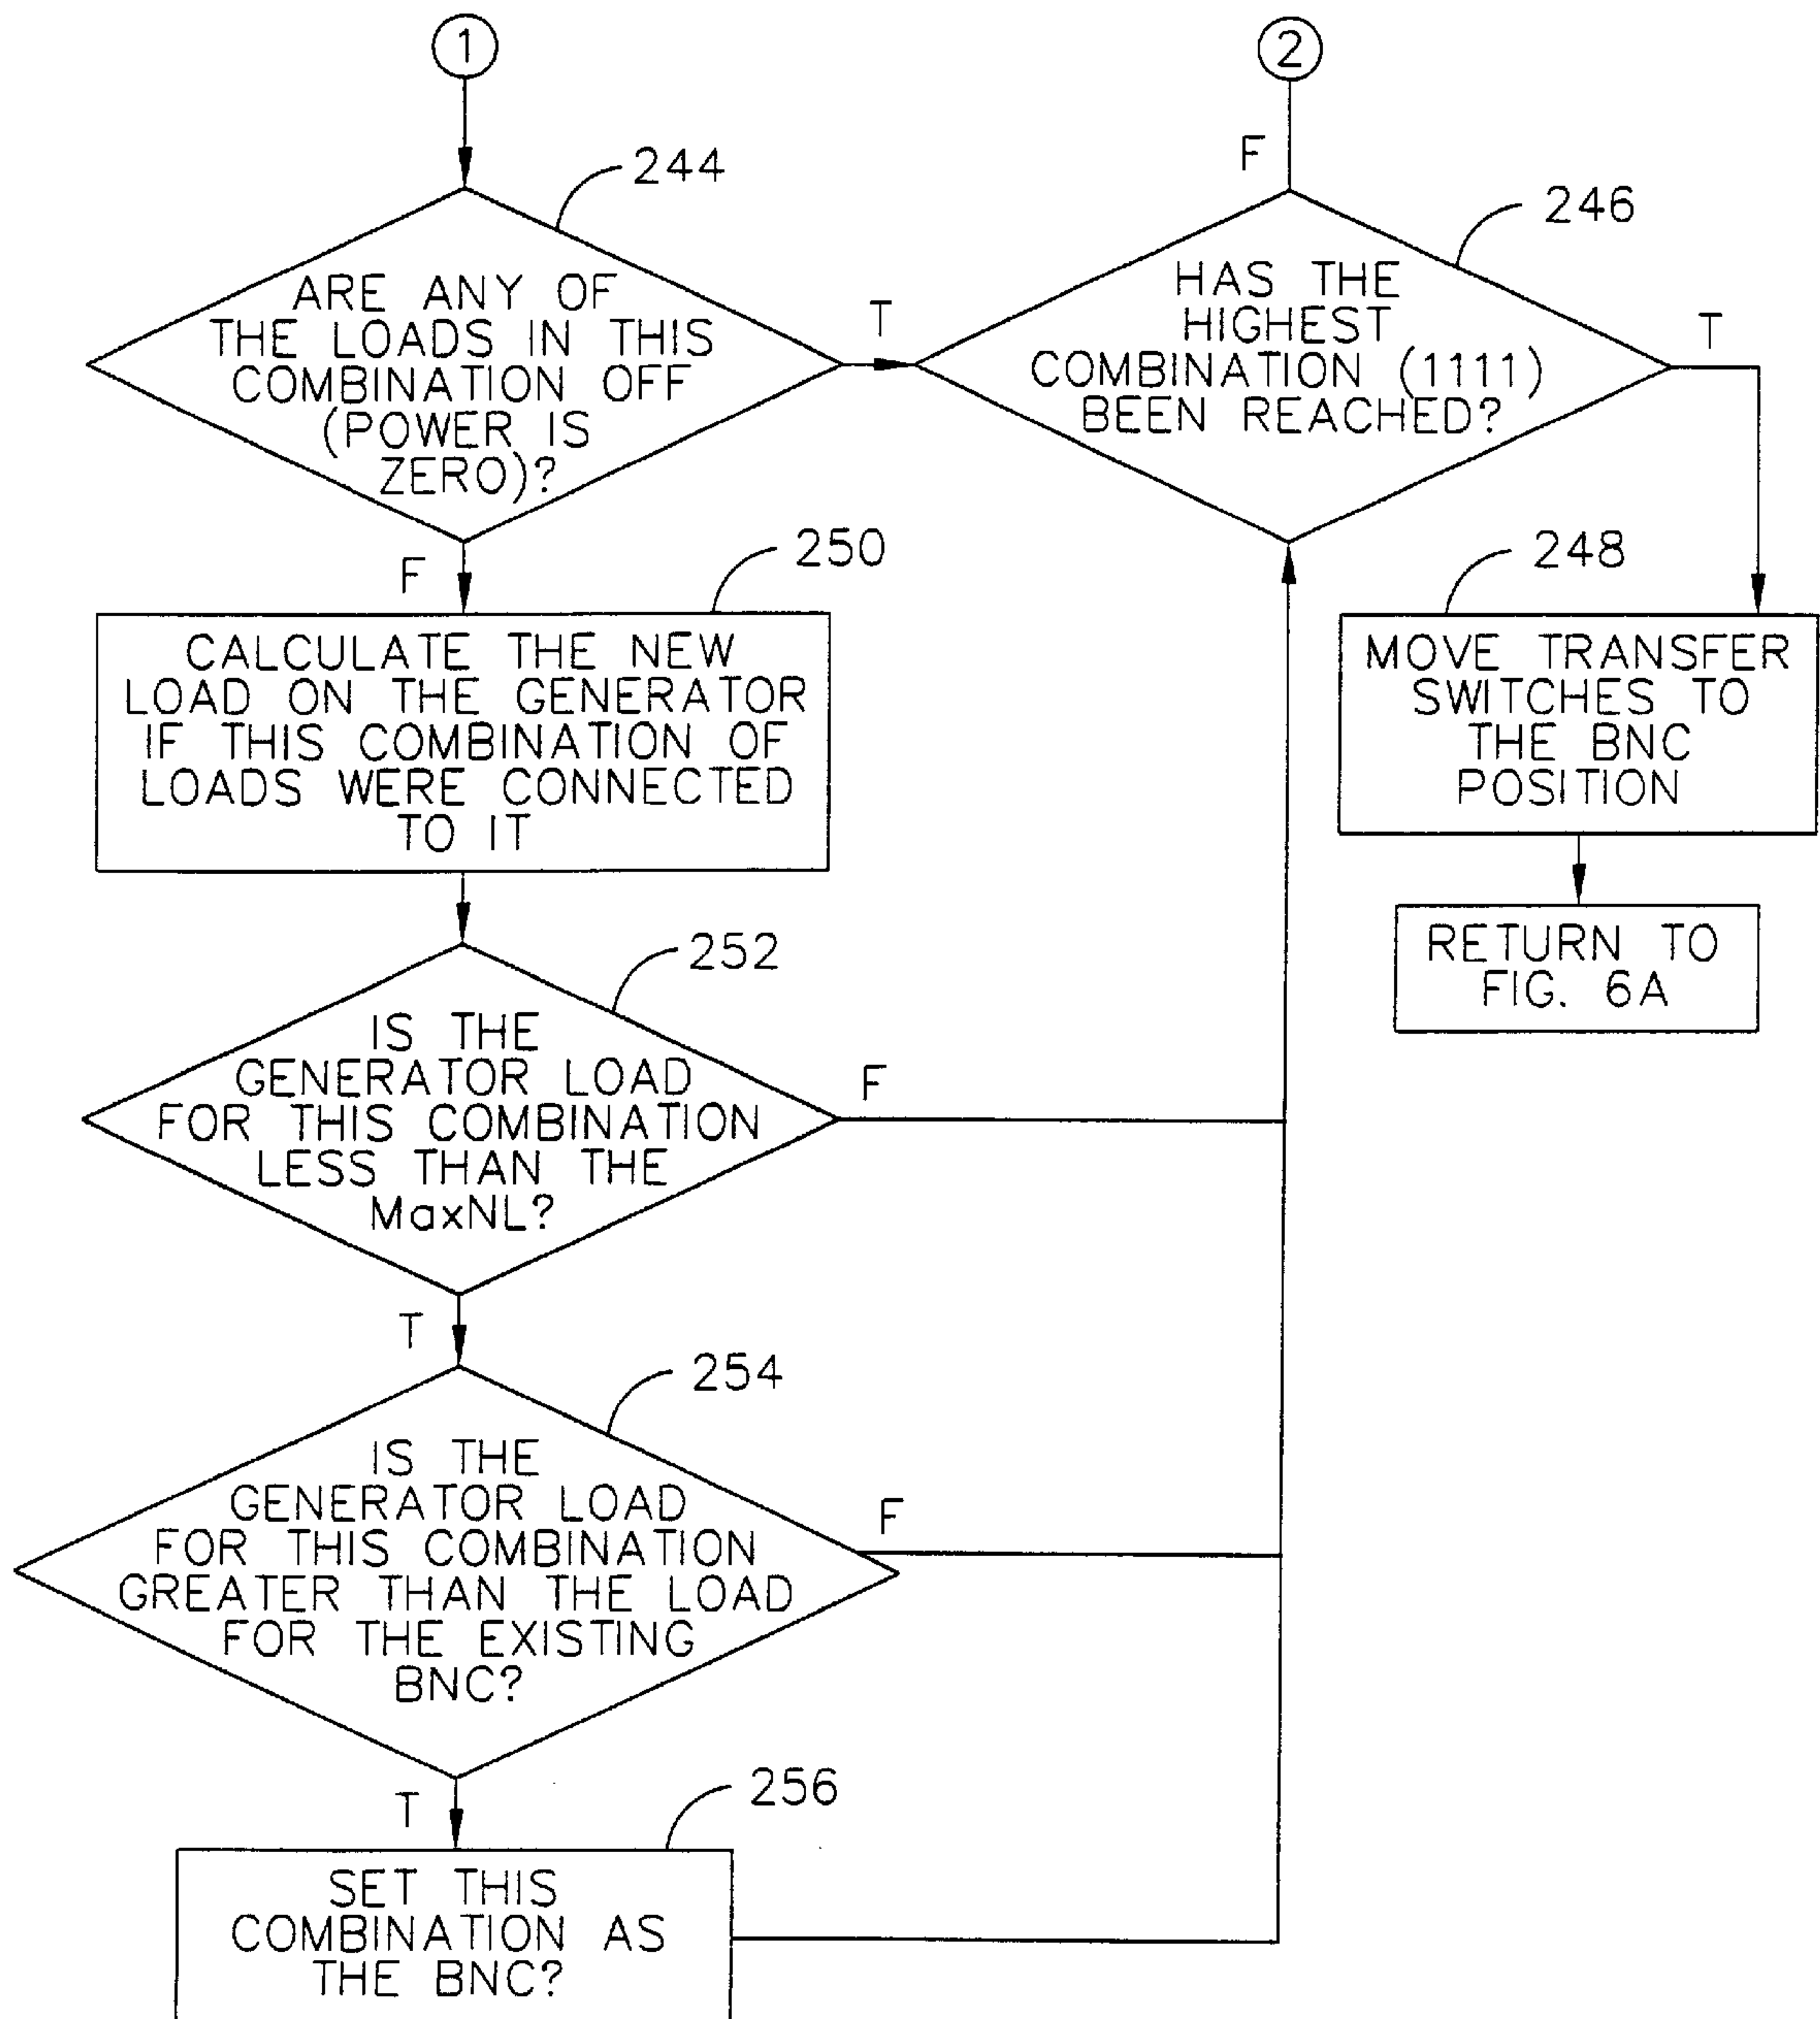 1
2
F
244
246
ARE ANY OF
THE LOADS IN THIS
COMBINATION OFF
(POWER IS
ZERO)?
T
HAS THE
HIGHEST
COMBINATION (1111)
BEEN REACHED?
T
F
250
248
CALCULATE THE NEW
LOAD ON THE GENERATOR
IF THIS COMBINATION OF
LOADS WERE CONNECTED
TO IT
MOVE TRANSFER
SWITCHES TO
THE BNC
POSITION
RETURN TO
FIG. 6A
252
IS THE
GENERATOR LOAD
FOR THIS COMBINATION
LESS THAN THE
MaxNL?
F
T
254
IS THE
GENERATOR LOAD
FOR THIS COMBINATION
GREATER THAN THE LOAD
FOR THE EXISTING
BNC?
F
T
256
SET THIS
COMBINATION AS
THE BNC?